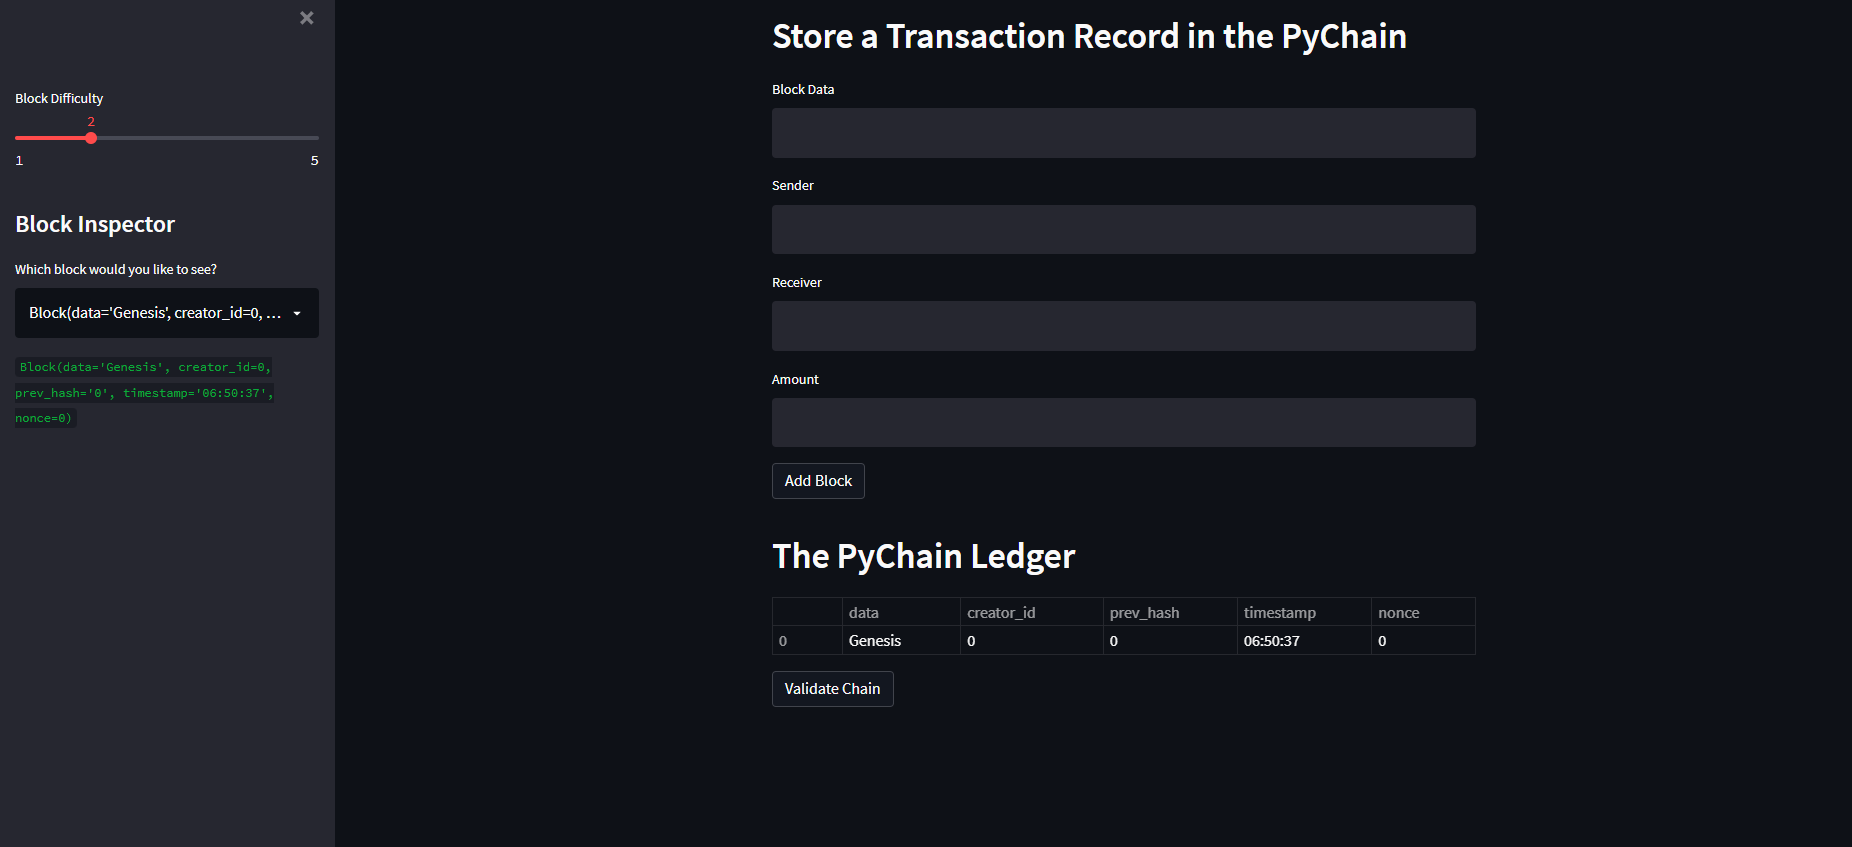 ×
Block Difficulty
2
1 5
Block Inspector
Which block would you like to see?
Block(data='Genesis', creator_id=0, ...
Block(data='Genesis', creator_id=0,
prev_hash='0', timestamp='06:50:37',
nonce=0)
Store a Transaction Record in the PyChain
Block Data
Sender
Receiver
Amount
Add Block
The PyChain Ledger
data creator_id prev_hash timestamp nonce
0 Genesis 0 0 06:50:37 0
Validate Chain